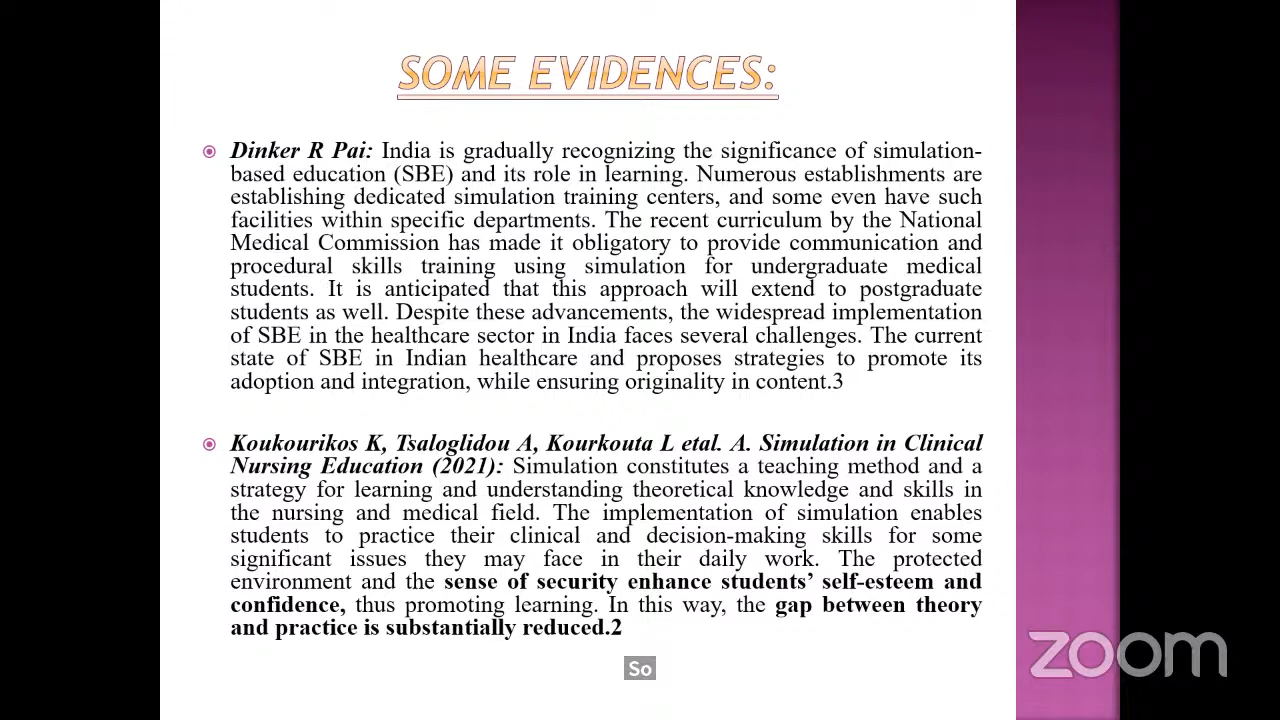 SOME EVIDENCES:
Dinker R Pai: India is gradually recognizing the significance of simulation-
based education (SBE) and its role in learning. Numerous establishments are
establishing dedicated simulation training centers, and some even have such
facilities within specific departments. The recent curriculum by the National
Medical Commission has made it obligatory to provide communication and
procedural skills training using simulation for undergraduate medical
students. It is anticipated that this approach will extend to postgraduate
students as well. Despite these advancements, the widespread implementation
of SBE in the healthcare sector in India faces several challenges. The current
state of SBE in Indian healthcare and proposes strategies to promote its
adoption and integration, while ensuring originality in content.3
Koukourikos K, Tsaloglidou A, Kourkouta L etal. A. Simulation in Clinical
Nursing Education (2021): Simulation constitutes a teaching method and a
strategy for learning and understanding theoretical knowledge and skills in
the nursing and medical field. The implementation of simulation enables
students to practice their clinical and decision-making skills for some
significant issues they may face in their daily work. The protected
environment and the sense of security enhance students’ self-esteem and
confidence, thus promoting learning. In this way, the gap between theory
and practice is substantially reduced.2
So
zoom